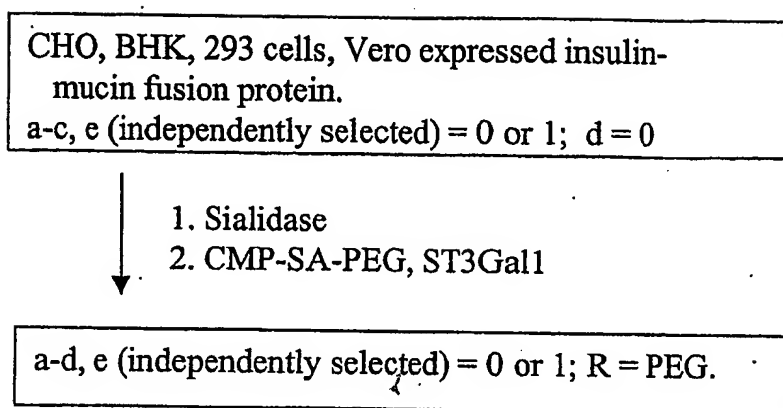 CHO, BHK, 293 cells, Vero expressed insulin-
mucin fusion protein.
a-c, e (independently selected) = 0 or 1; d = 0
1. Sialidase
2. CMP-SA-PEG, ST3Gal1
a-d, e (independently selected) = 0 or 1; R = PEG.